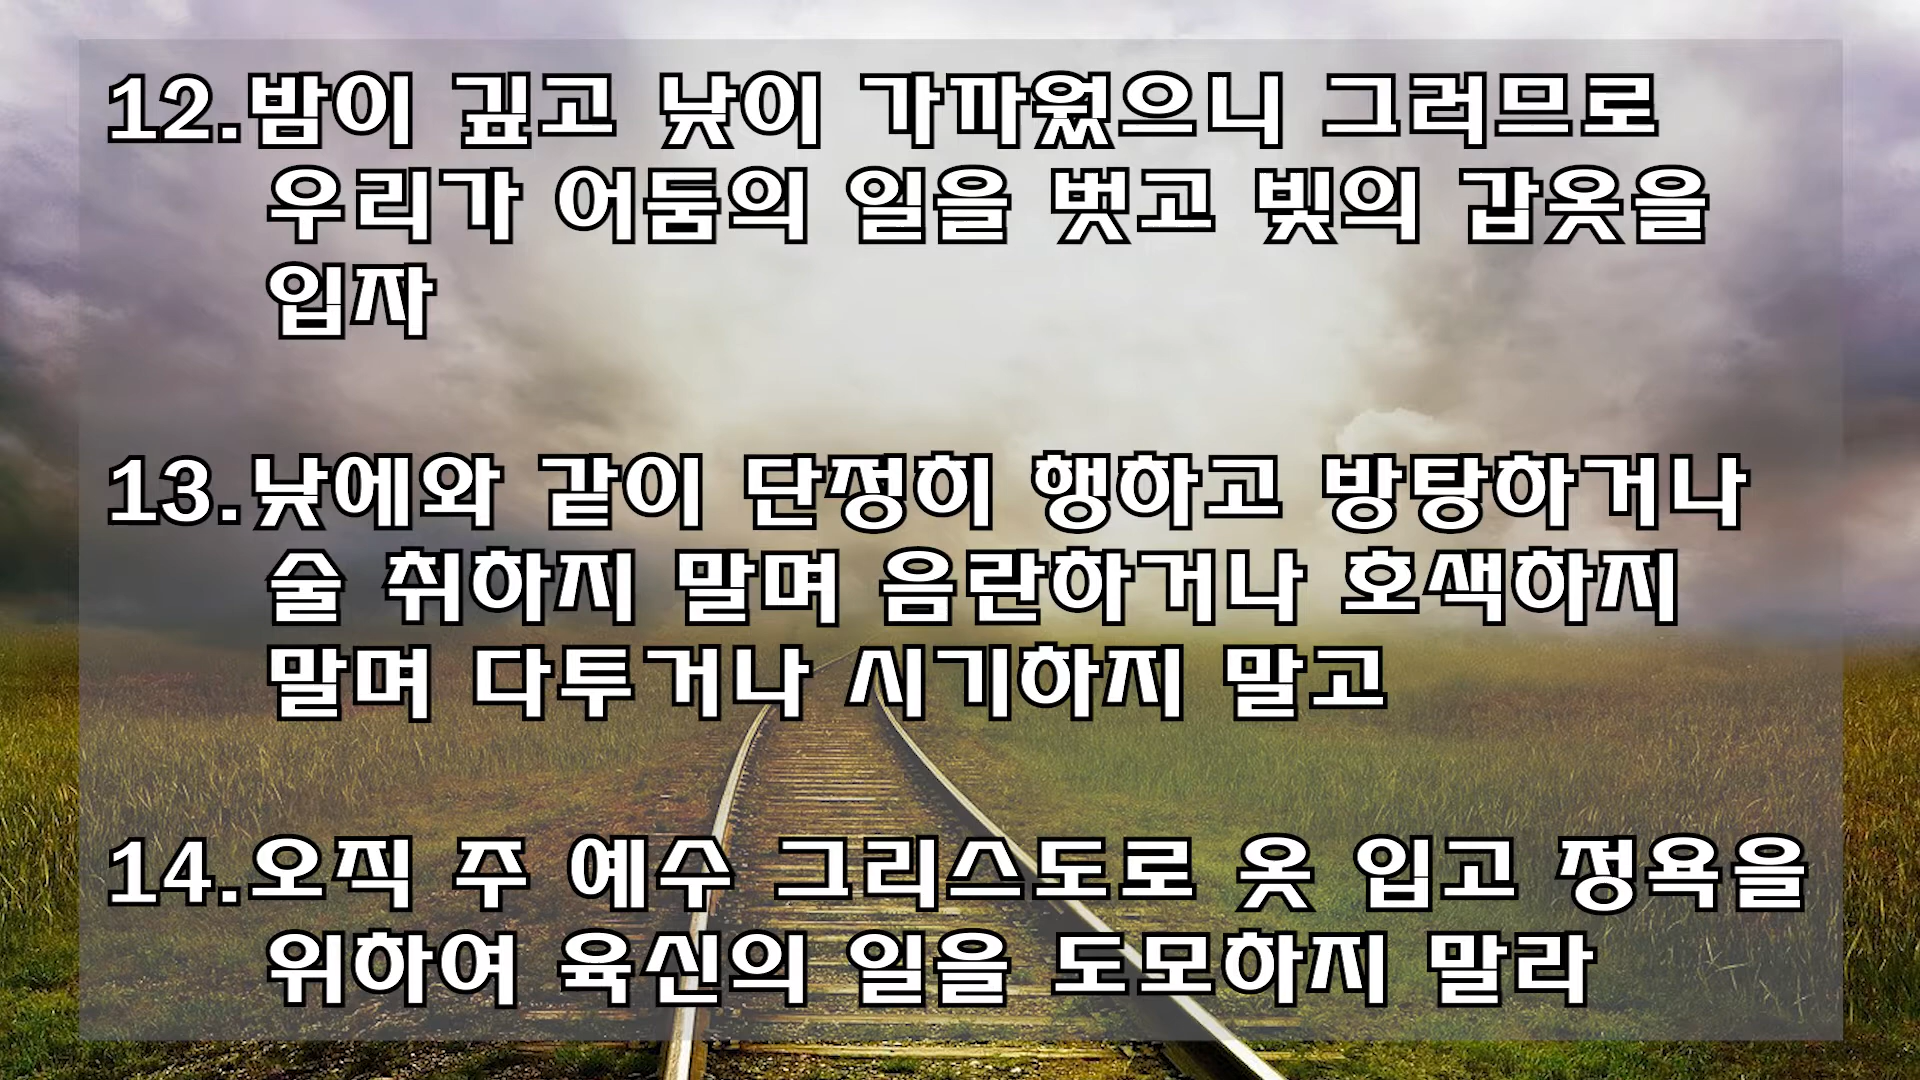 12.밤이 깊고 낮이 가까웠으니 그러므로
우리가 어둠의 일을 벗고 빛의 갑옷을
입자
13.낮에와 같이 단정히 행하고 방탕하거나
술 취하지 말며 음란하거나 호색하지
말며 다투거나 시기하지 말고
14.오직 주 예수 그리스도로 옷 입고 정욕을
위하여 육신의 일을 도모하지 말라